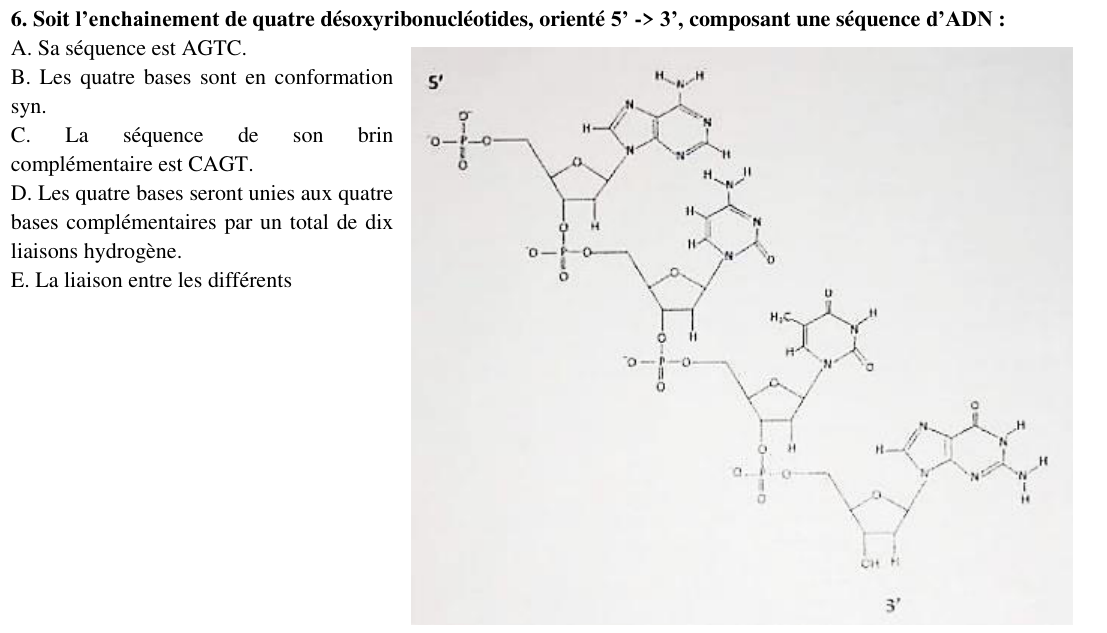 6. Soit l’enchainement de quatre désoxyribonucléotides, orienté 5’ -> 3’, composant une séquence d’ADN :
A. Sa séquence est AGTC.
B. Les quatre bases sont en conformation
syn.
C. La séquence de son brin
complémentaire est CAGT.
D. Les quatre bases seront unies aux quatre
bases complémentaires par un total de dix
liaisons hydrogène.
E. La liaison entre les différents
5'
3'